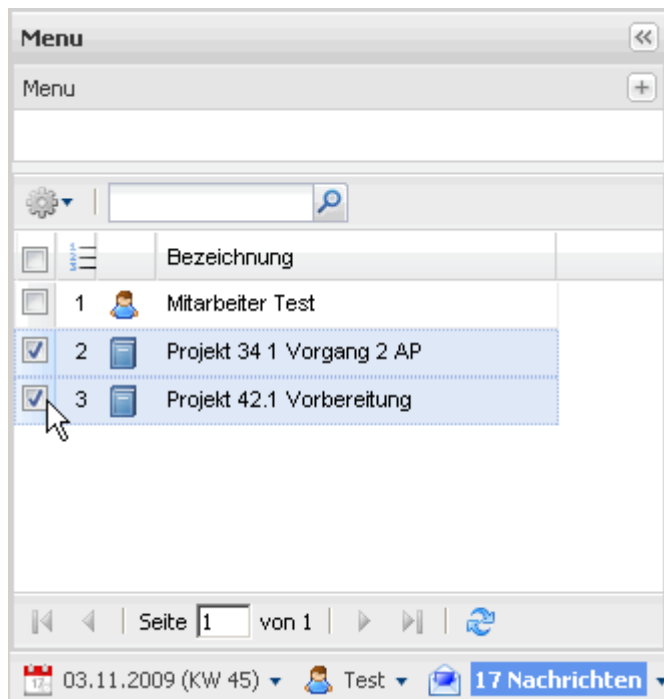 Menu
Menu
Bezeichnung
1 Mitarbeiter Test
2 Projekt 34 1 Vorgang 2 AP
3 Projekt 42.1 Vorbereitung
Seite 1 von 1
03.11.2009 (KW 45) Test 17 Nachrichten